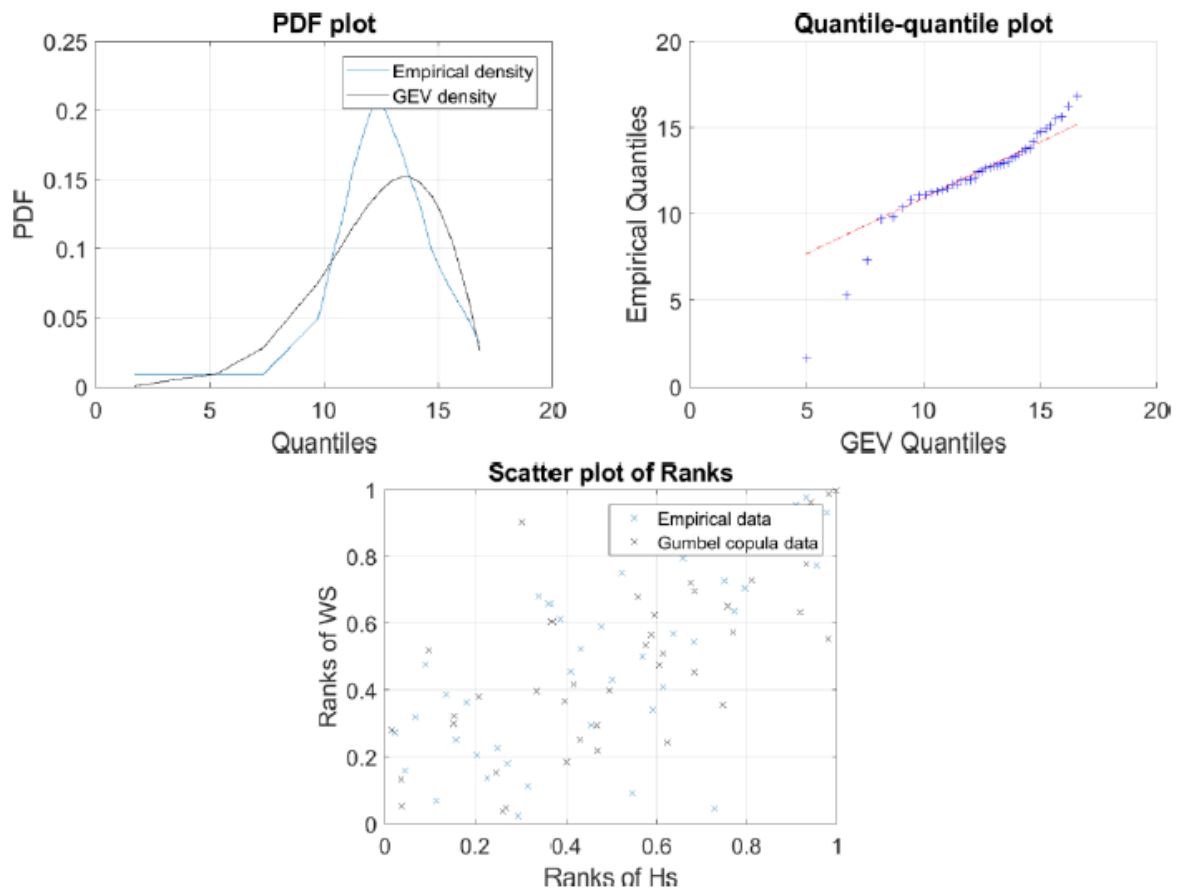 PDF plot
0.25
0.2
0.15
0.1
0.05
0
PDF
Empirical density
GEV density
0 5 10 15 20
Quantiles
Quantile-quantile plot
20
15
10
5
0
Empirical Quantiles
0 5 10 15 20
GEV Quantiles
Scatter plot of Ranks
1
0.8
0.6
0.4
0.2
0
Ranks of WS
Empirical data
Gumbel copula data
0 0.2 0.4 0.6 0.8 1
Ranks of Hs